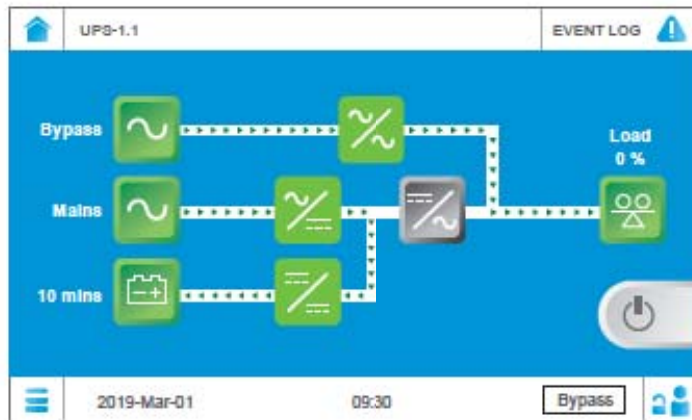 UPS-1.1
EVENT LOG
Bypass
Load
0 %
Mains
10 mins
2019-Mar-01
09:30
Bypass